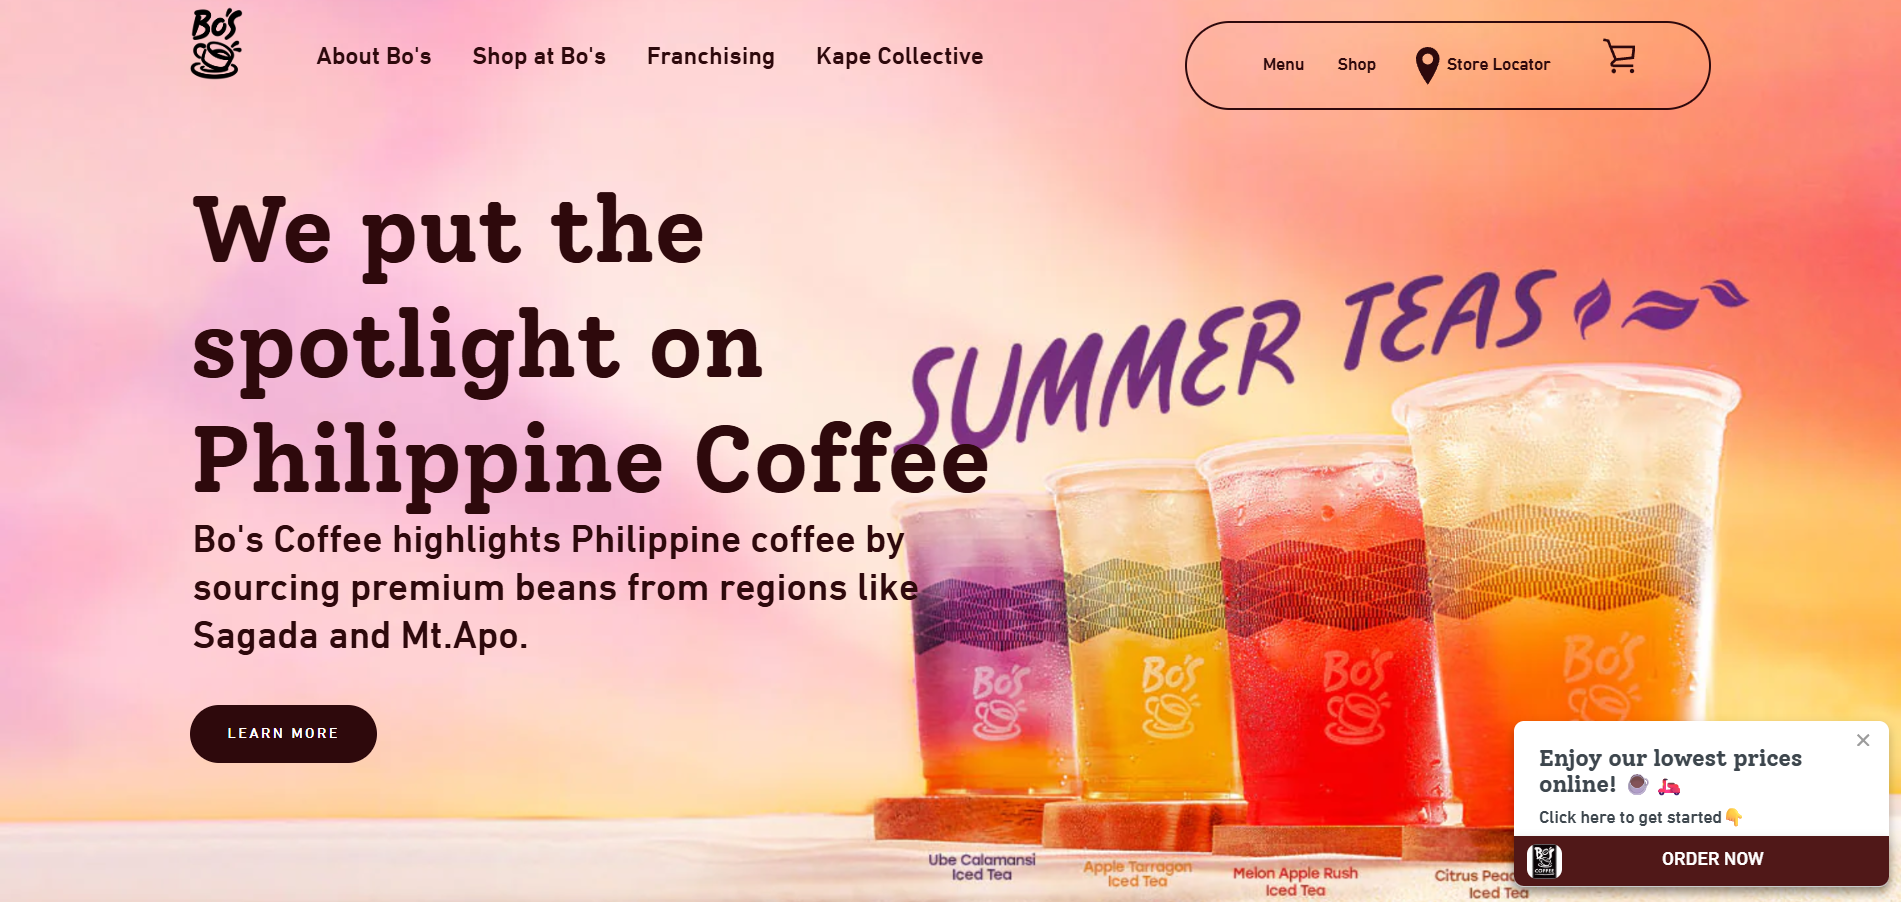 Bo's
About Bo's
Shop at Bo's
Franchising
Kape Collective
Menu
Shop
Store Locator
We put the
spotlight on
Philippine Coffee
SUMMER TEAS
Bo's Coffee highlights Philippine coffee by
sourcing premium beans from regions like
Sagada and Mt.Apo.
LEARN MORE
Bo's
Bo's
Bo's
Bo's
Ube Calamansi
Iced Tea
Apple Tarragon
Iced Tea
Melon Apple Rush
Iced Tea
Citrus
Iced Tea
Enjoy our lowest prices
online! ☕ 🛵
Click here to get started👇
Bo's
COFFEE
ORDER NOW